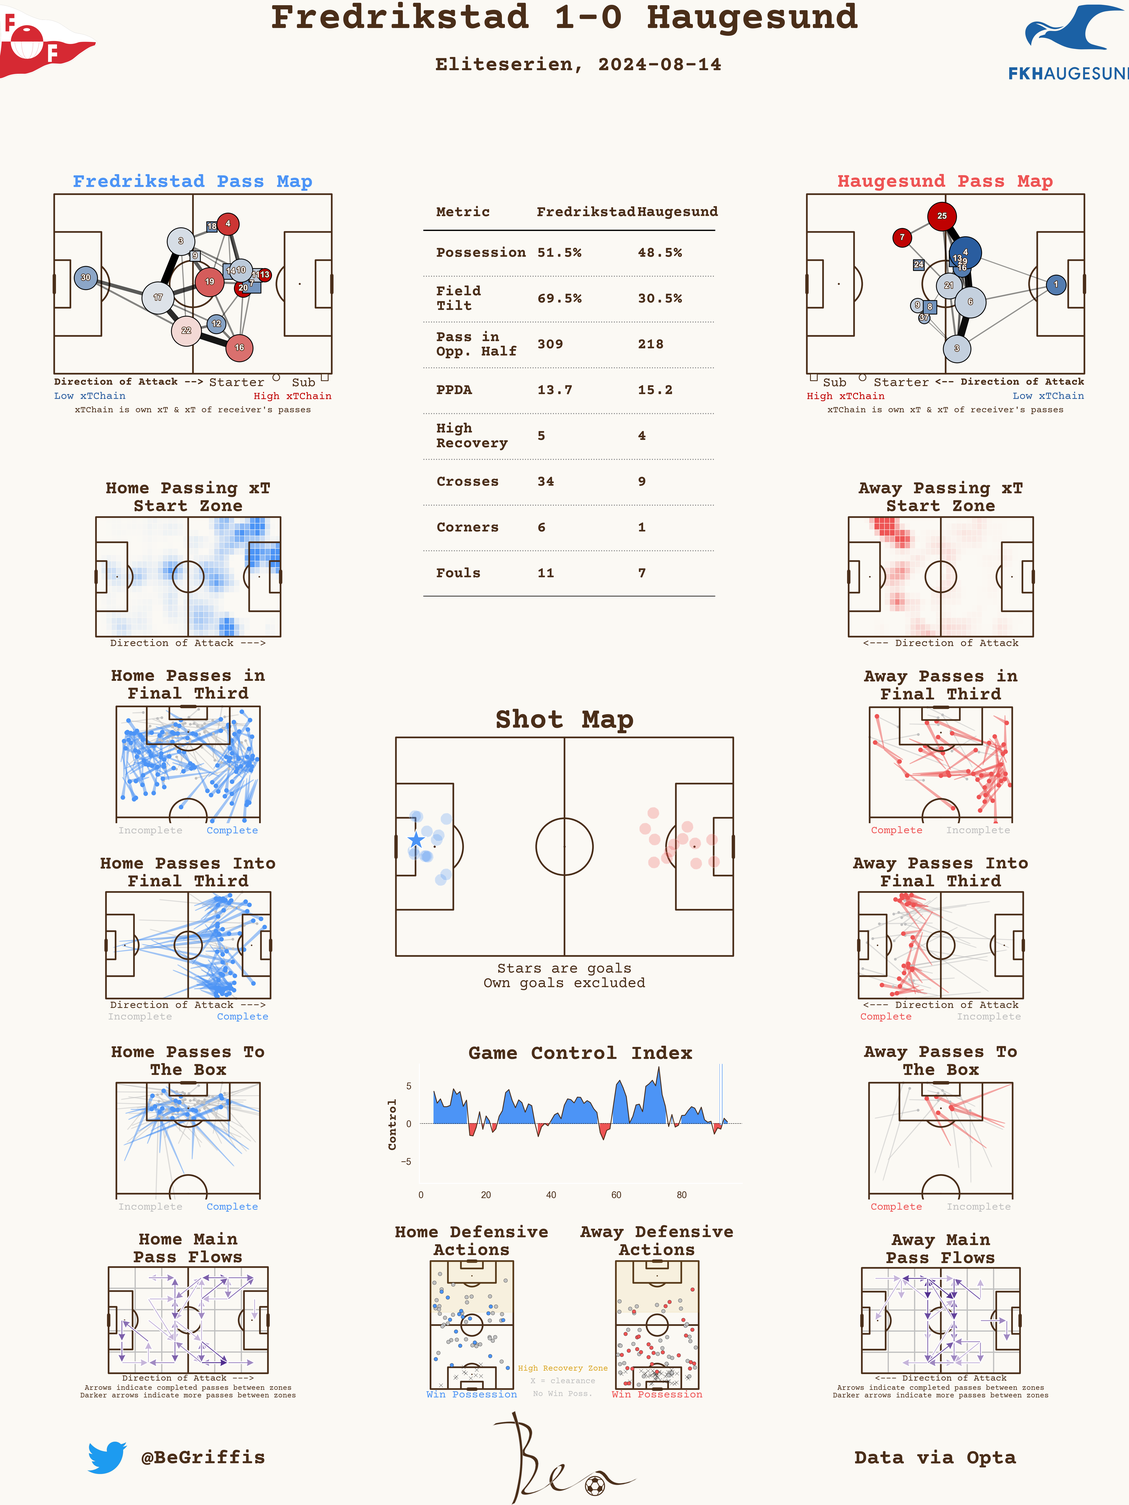 Fredrikstad 1-0 Haugesund
Eliteserien, 2024-08-14
F
F
FKHAUGESUN
Fredrikstad Pass Map
30
3
17
22
18
4
9
19
14
10
20
13
12
16
Direction of Attack --> Starter Sub
Low xTChain High xTChain
xTChain is own xT & xT of receiver's passes
Metric Fredrikstad Haugesund
Possession 51.5% 48.5%
Field
Tilt 69.5% 30.5%
Pass in
Opp. Half 309 218
PPDA 13.7 15.2
High
Recovery 5 4
Crosses 34 9
Corners 6 1
Fouls 11 7
Haugesund Pass Map
25
7
4
13
19
16
24
21
9
8
6
3
1
Sub Starter <-- Direction of Attack
High xTChain Low xTChain
xTChain is own xT & xT of receiver's passes
Home Passing xT
Start Zone
Direction of Attack --->
Away Passing xT
Start Zone
<--- Direction of Attack
Home Passes in
Final Third
Incomplete Complete
Away Passes in
Final Third
Complete Incomplete
Shot Map
Stars are goals
Own goals excluded
Home Passes Into
Final Third
Direction of Attack --->
Incomplete Complete
Away Passes Into
Final Third
<--- Direction of Attack
Complete Incomplete
Home Passes To
The Box
Incomplete Complete
Game Control Index
Control
5
0
−5
0 20 40 60 80
Away Passes To
The Box
Complete Incomplete
Home Main
Pass Flows
Direction of Attack --->
Arrows indicate completed passes between zones
Darker arrows indicate more passes between zones
Home Defensive
Actions
Win Possession
Away Defensive
Actions
Win Possession
High Recovery Zone
X = clearance
No Win Poss.
Away Main
Pass Flows
<--- Direction of Attack
Arrows indicate completed passes between zones
Darker arrows indicate more passes between zones
@BeGriffis
Data via Opta